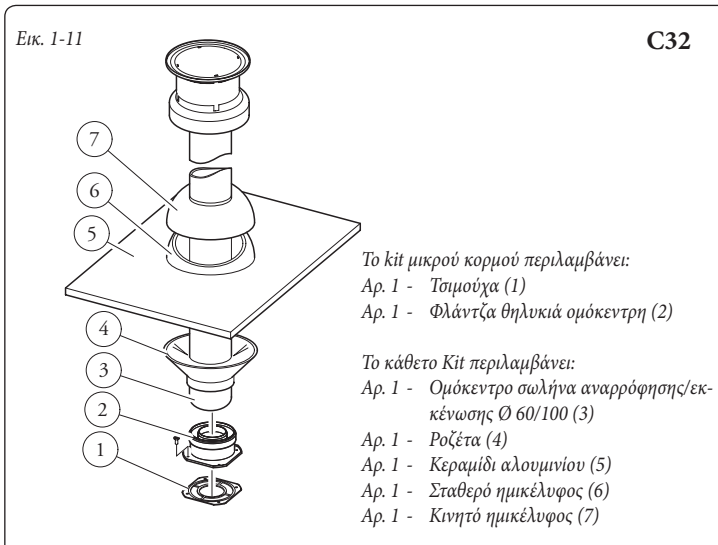 Εικ. 1-11
C32
7
6
5
4
3
2
1
Το kit μικρού κορμού περιλαμβάνει:
Αρ. 1 - Τσιμούχα (1)
Αρ. 1 - Φλάντζα θηλυκιά ομόκεντρη (2)
Το κάθετο Kit περιλαμβάνει:
Αρ. 1 - Ομόκεντρο σωλήνα αναρρόφησης/εκ-
κένωσης Ø 60/100 (3)
Αρ. 1 - Ροζέτα (4)
Αρ. 1 - Κεραμίδι αλουμινίου (5)
Αρ. 1 - Σταθερό ημικέλυφος (6)
Αρ. 1 - Κινητό ημικέλυφος (7)